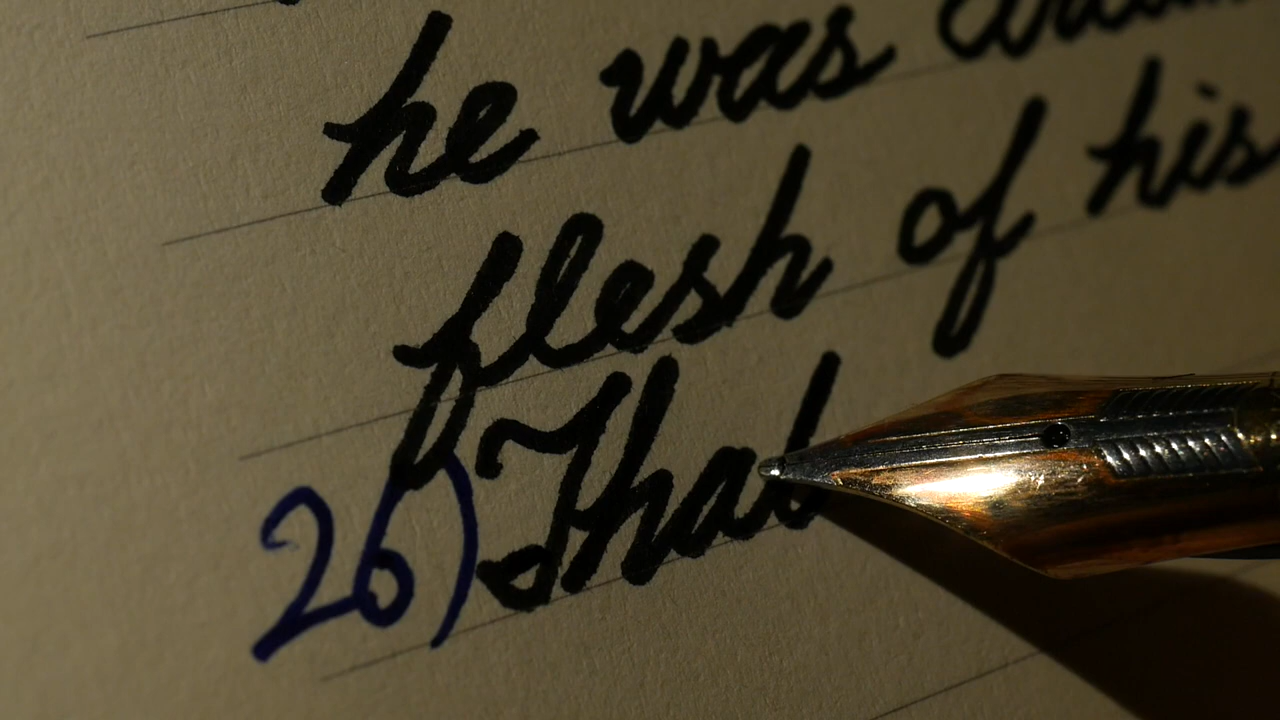 he was
flesh of his
26) That